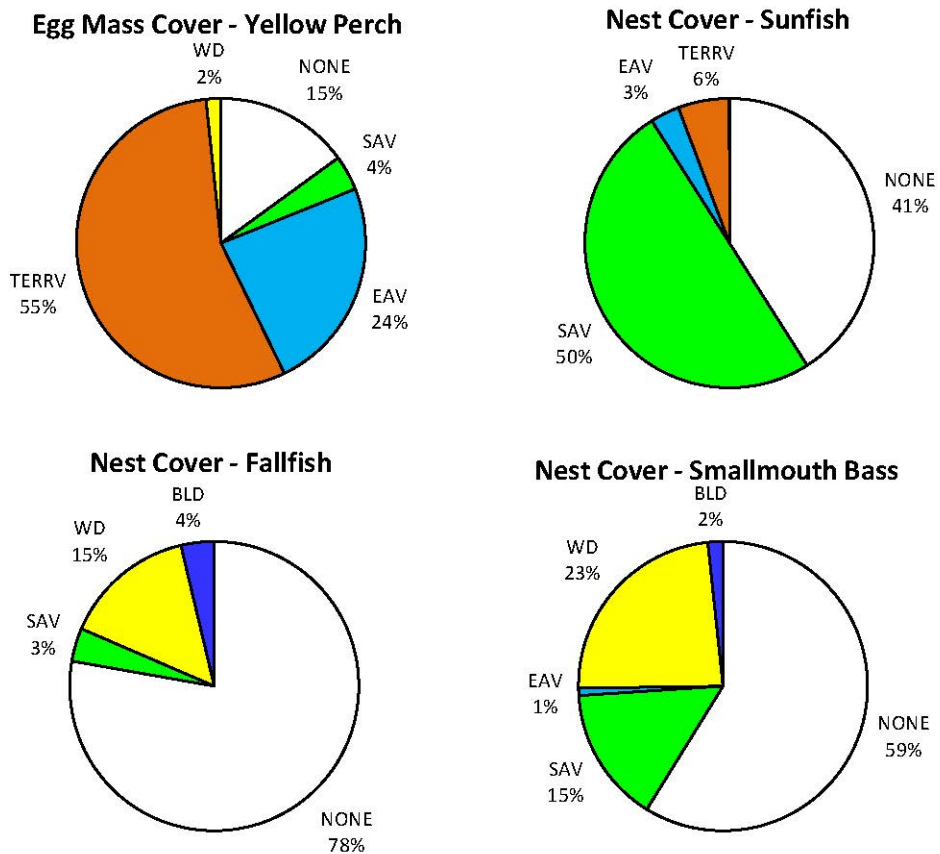 Egg Mass Cover - Yellow Perch
WD
2%
NONE
15%
SAV
4%
EAV
24%
TERRV
55%
Nest Cover - Sunfish
EAV
3%
TERRV
6%
NONE
41%
SAV
50%
Nest Cover - Fallfish
BLD
4%
WD
15%
SAV
3%
NONE
78%
Nest Cover - Smallmouth Bass
BLD
2%
WD
23%
EAV
1%
SAV
15%
NONE
59%